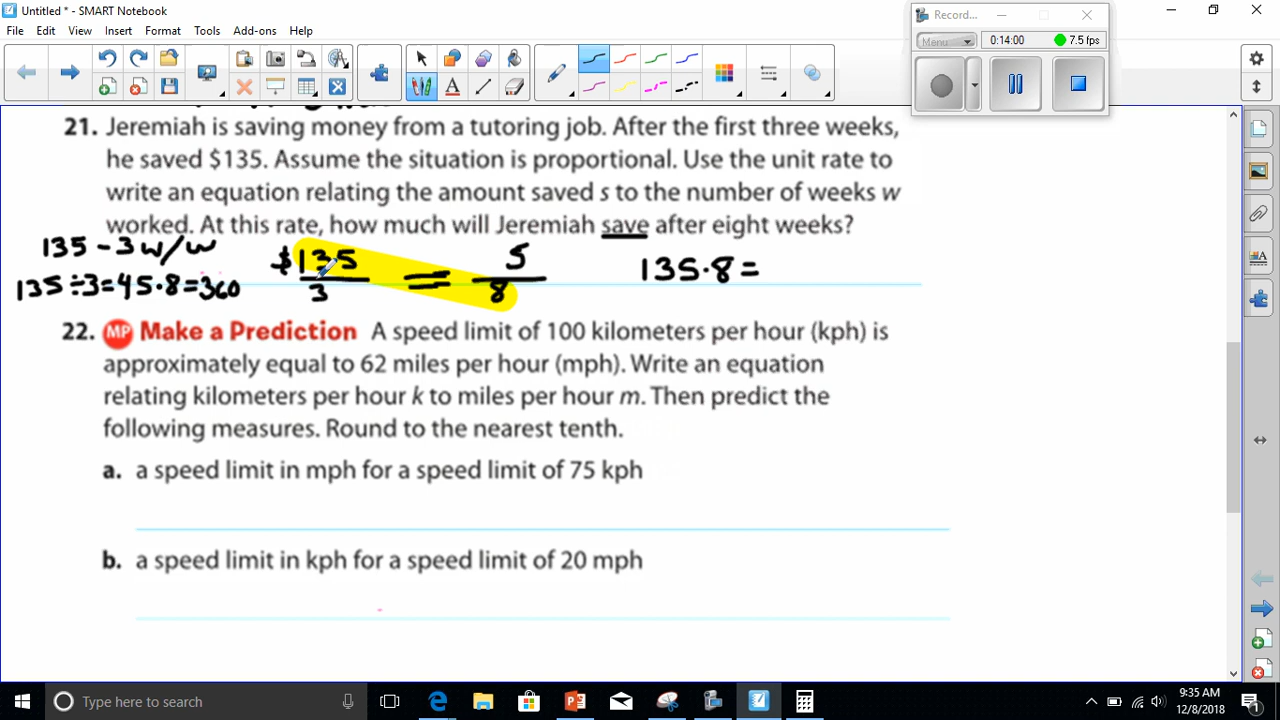 Untitled * - SMART Notebook
File Edit View Insert Format Tools Add-ons Help
Record...
Menu 0:14:00 7.5 fps
21. Jeremiah is saving money from a tutoring job. After the first three weeks,
he saved $135. Assume the situation is proportional. Use the unit rate to
write an equation relating the amount saved s to the number of weeks w
worked. At this rate, how much will Jeremiah save after eight weeks?
135 - 3 w/w
135 ÷ 3 = 45 · 8 = 360
$135
3
=
S
8
135 · 8 =
22. MP Make a Prediction A speed limit of 100 kilometers per hour (kph) is
approximately equal to 62 miles per hour (mph). Write an equation
relating kilometers per hour k to miles per hour m. Then predict the
following measures. Round to the nearest tenth.
a. a speed limit in mph for a speed limit of 75 kph
b. a speed limit in kph for a speed limit of 20 mph
Type here to search
9:35 AM
12/8/2018